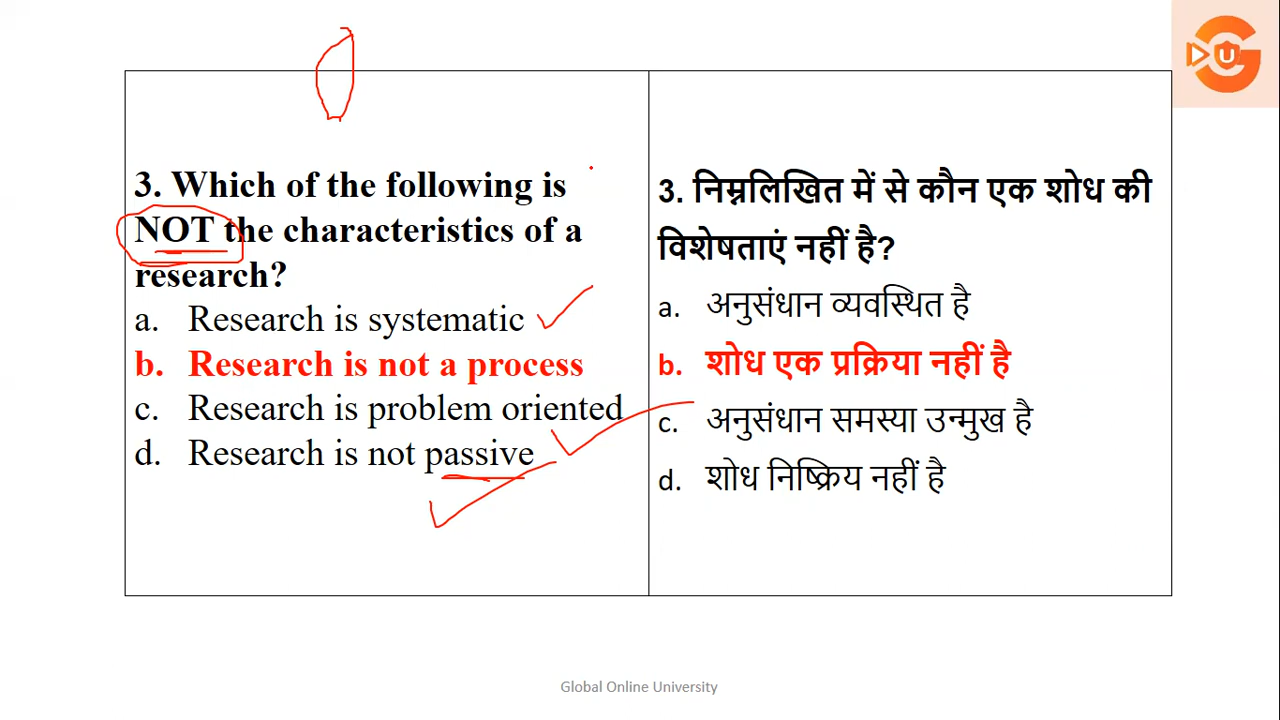 3. Which of the following is
NOT the characteristics of a
research?
a. Research is systematic
b. Research is not a process
c. Research is problem oriented
d. Research is not passive
3. निम्नलिखित में से कौन एक शोध की
विशेषताएं नहीं है?
a. अनुसंधान व्यवस्थित है
b. शोध एक प्रक्रिया नहीं है
c. अनुसंधान समस्या उन्मुख है
d. शोध निष्क्रिय नहीं है
U
Global Online University